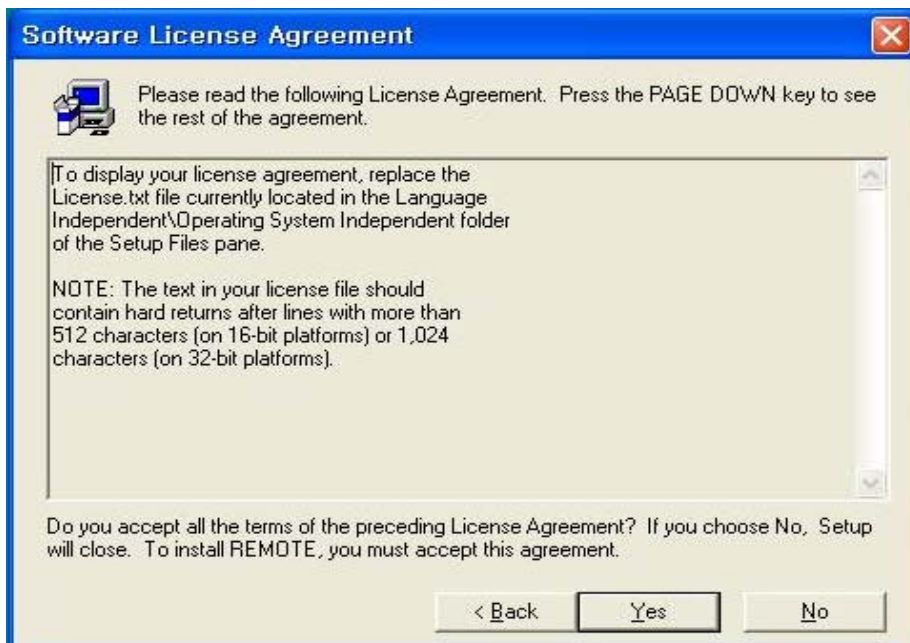 Software License Agreement
Please read the following License Agreement.  Press the PAGE DOWN key to see
the rest of the agreement.
To display your license agreement, replace the
License.txt file currently located in the Language
Independent\Operating System Independent folder
of the Setup Files pane.
NOTE: The text in your license file should
contain hard returns after lines with more than
512 characters (on 16-bit platforms) or 1,024
characters (on 32-bit platforms).
Do you accept all the terms of the preceding License Agreement?  If you choose No,  Setup
will close.  To install REMOTE, you must accept this agreement.
< Back
Yes
No